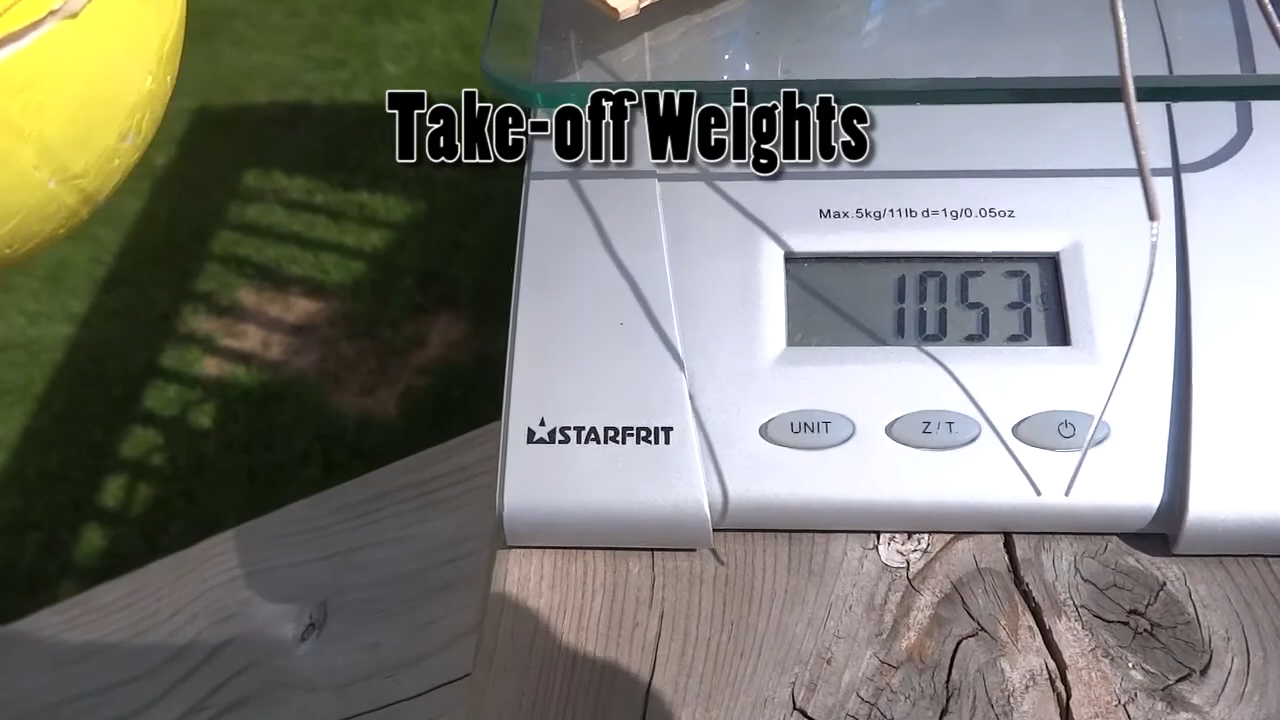 Take-off Weights
Max.5kg/11lb d=1g/0.05oz
1053
UNIT
Z/T.
STARFRIT